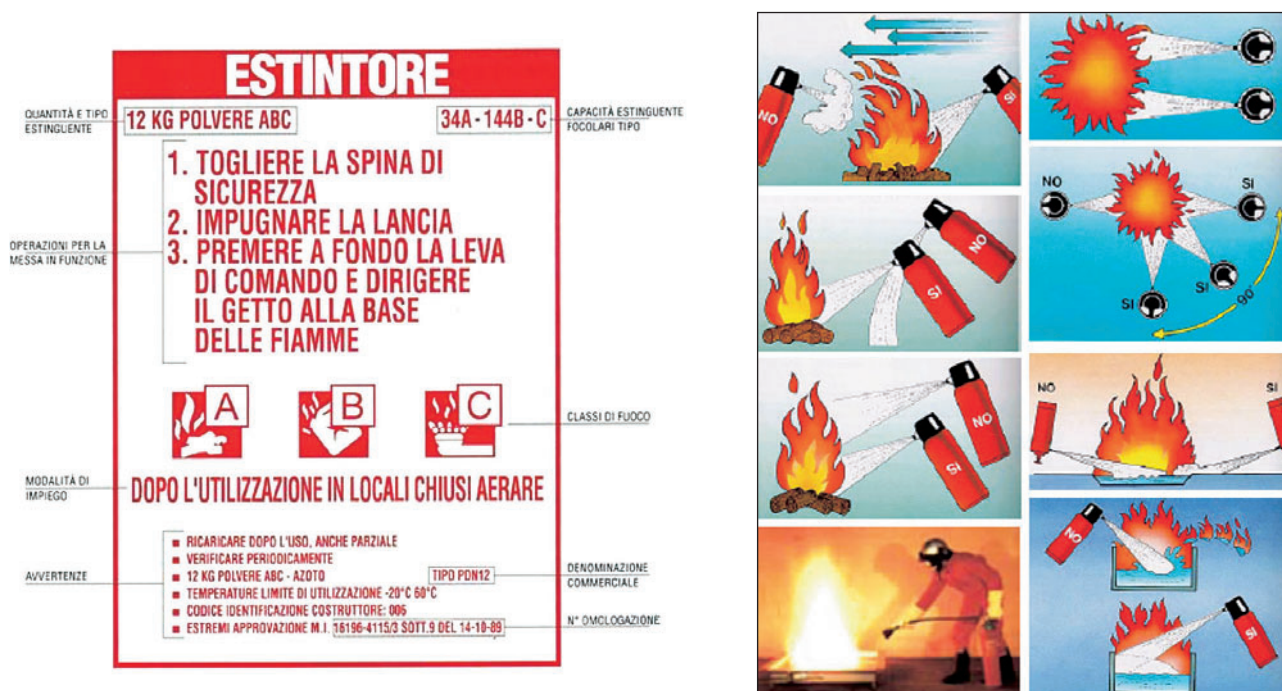 ESTINTORE
QUANTITÀ E TIPO
ESTINGUENTE
12 KG POLVERE ABC
34A - 144B - C
CAPACITÀ ESTINGUENTE
FOCOLARI TIPO
1. TOGLIERE LA SPINA DI
SICUREZZA
2. IMPUGNARE LA LANCIA
3. PREMERE A FONDO LA LEVA
DI COMANDO E DIRIGERE
IL GETTO ALLA BASE
DELLE FIAMME
OPERAZIONI PER LA
MESSA IN FUNZIONE
A
B
C
CLASSI DI FUOCO
MODALITÀ DI
IMPIEGO
DOPO L'UTILIZZAZIONE IN LOCALI CHIUSI AERARE
AVVERTENZE
■ RICARICARE DOPO L'USO, ANCHE PARZIALE
■ VERIFICARE PERIODICAMENTE
■ 12 KG POLVERE ABC - AZOTO
TIPO PDN12
■ TEMPERATURE LIMITE DI UTILIZZAZIONE -20°C 60°C
■ CODICE IDENTIFICAZIONE COSTRUTTORE: 006
■ ESTREMI APPROVAZIONE M.I. 16196-4115/3 SOTT.9 DEL 14-10-89
DENOMINAZIONE
COMMERCIALE
N° OMOLOGAZIONE
NO
SI
NO
SI
NO
SI
NO
SI
SI
SI
90°
NO
SI
NO
SI